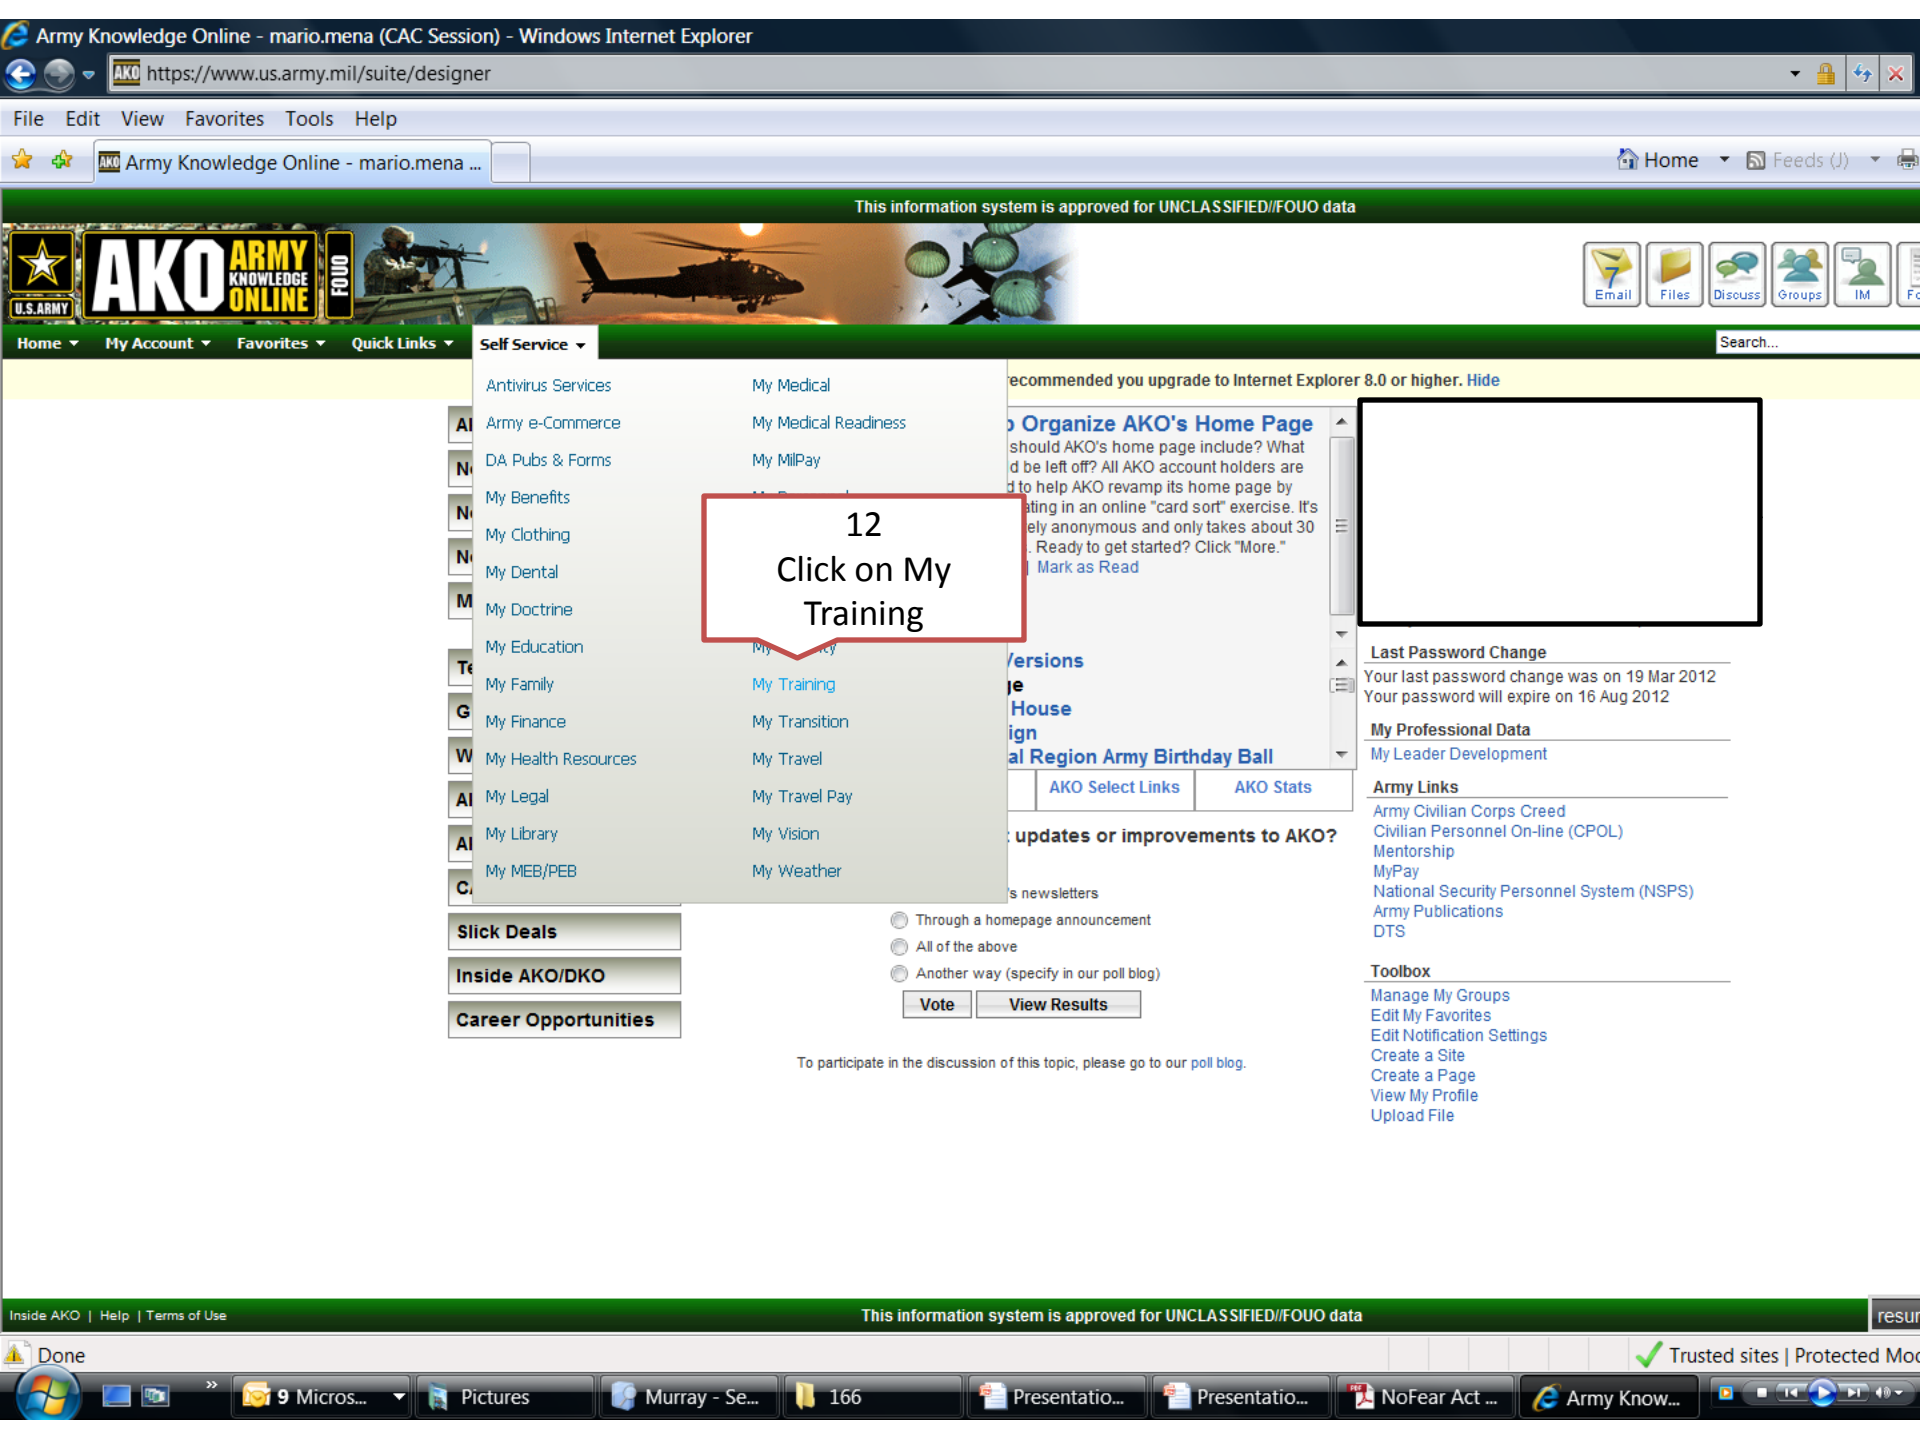 Army Knowledge Online - mario.mena (CAC Session) - Windows Internet Explorer
AKO https://www.us.army.mil/suite/designer
File Edit View Favorites Tools Help
AKO Army Knowledge Online - mario.mena ...
Home Feeds (J)
This information system is approved for UNCLASSIFIED//FOUO data
U.S.ARMY
AKO ARMY KNOWLEDGE ONLINE FOUO
7
Email Files Discuss Groups IM
Home My Account Favorites Quick Links Self Service
Search...
recommended you upgrade to Internet Explorer 8.0 or higher. Hide
Antivirus Services
Army e-Commerce
DA Pubs & Forms
My Benefits
My Clothing
My Dental
My Doctrine
My Education
My Family
My Finance
My Health Resources
My Legal
My Library
My MEB/PEB
My Medical
My Medical Readiness
My MilPay
12
Click on My
Training
My Training
My Transition
My Travel
My Travel Pay
My Vision
My Weather
Slick Deals
Inside AKO/DKO
Career Opportunities
Organize AKO's Home Page
should AKO's home page include? What
be left off? All AKO account holders are
to help AKO revamp its home page by
in an online "card sort" exercise. It's
anonymous and only takes about 30
Ready to get started? Click "More."
Mark as Read
Versions
House
Region Army Birthday Ball
AKO Select Links AKO Stats
updates or improvements to AKO?
newsletters
Through a homepage announcement
All of the above
Another way (specify in our poll blog)
Vote View Results
To participate in the discussion of this topic, please go to our poll blog.
Last Password Change
Your last password change was on 19 Mar 2012
Your password will expire on 16 Aug 2012
My Professional Data
My Leader Development
Army Links
Army Civilian Corps Creed
Civilian Personnel On-line (CPOL)
Mentorship
MyPay
National Security Personnel System (NSPS)
Army Publications
DTS
Toolbox
Manage My Groups
Edit My Favorites
Edit Notification Settings
Create a Site
Create a Page
View My Profile
Upload File
Inside AKO | Help | Terms of Use
This information system is approved for UNCLASSIFIED//FOUO data
Done
Trusted sites | Protected
9 Micros... Pictures Murray - Se... 166 Presentatio... Presentatio... NoFear Act ... Army Know...